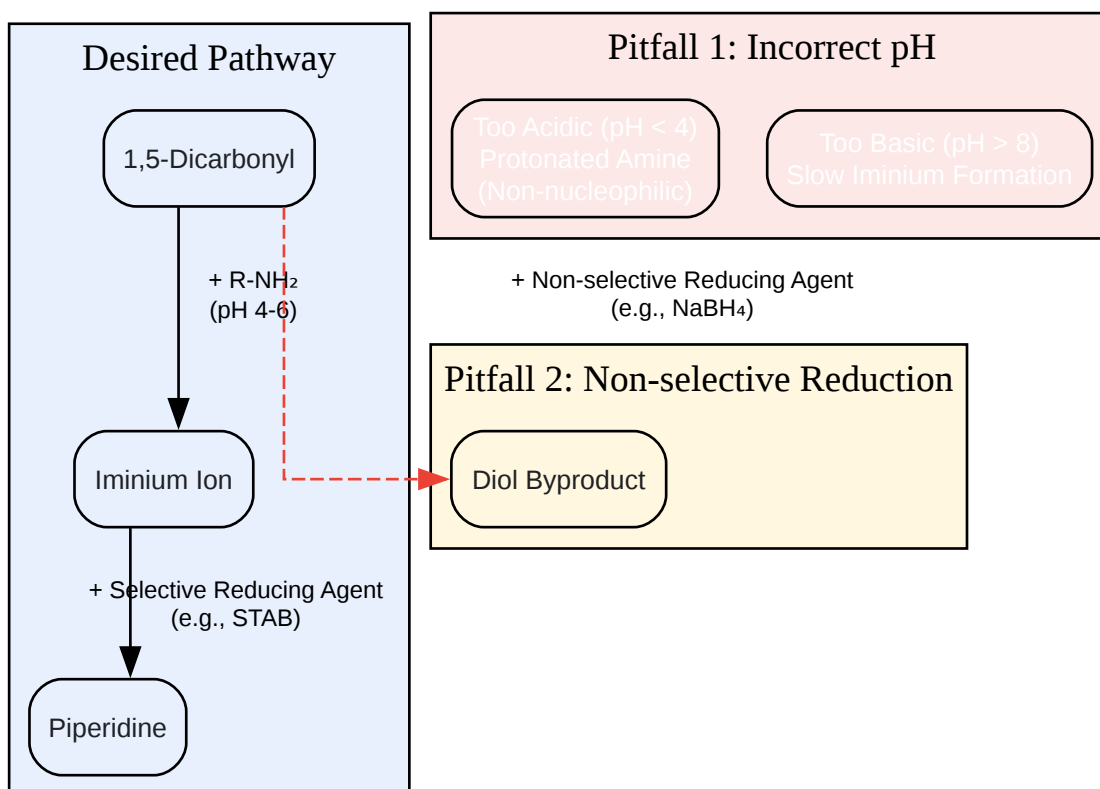 Desired Pathway
1,5-Dicarbonyl
+ R-NH₂
(pH 4-6)
Iminium Ion
+ Selective Reducing Agent
(e.g., STAB)
Piperidine
Pitfall 1: Incorrect pH
Too Acidic (pH < 4)
Protonated Amine
(Non-nucleophilic)
Too Basic (pH > 8)
Slow Iminium Formation
+ Non-selective Reducing Agent
(e.g., NaBH₄)
Pitfall 2: Non-selective Reduction
Diol Byproduct